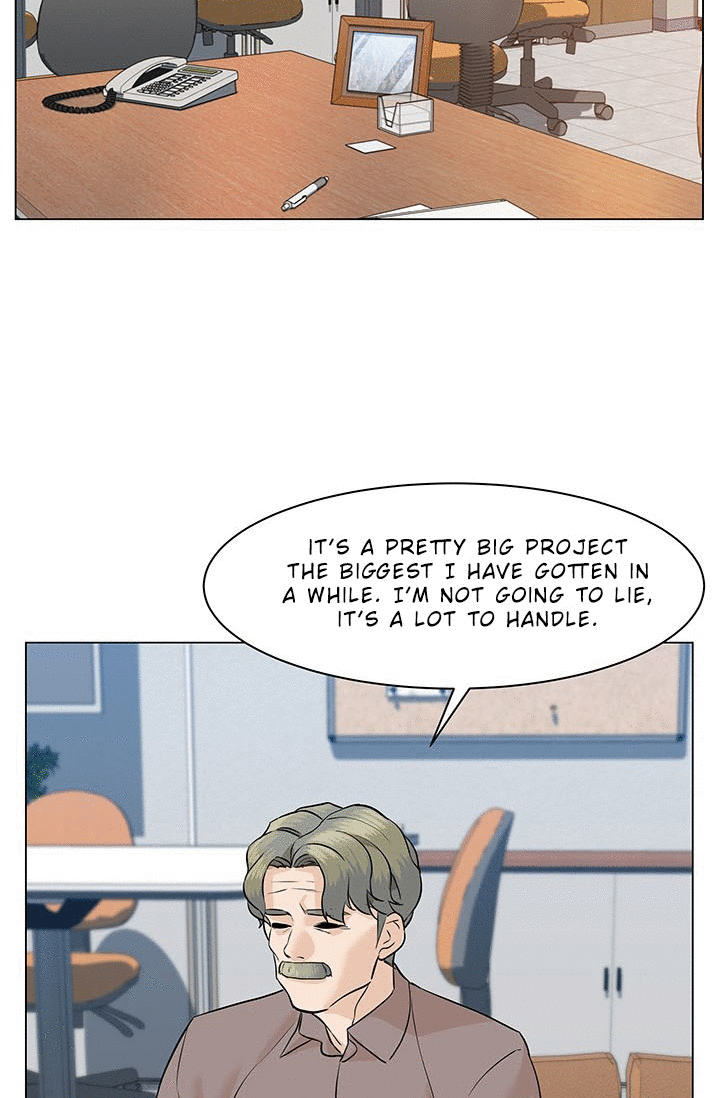 IT'S A PRETTY BIG PROJECT
THE BIGGEST I HAVE GOTTEN IN
A WHILE. I'M NOT GOING TO LIE,
IT'S A LOT TO HANDLE.